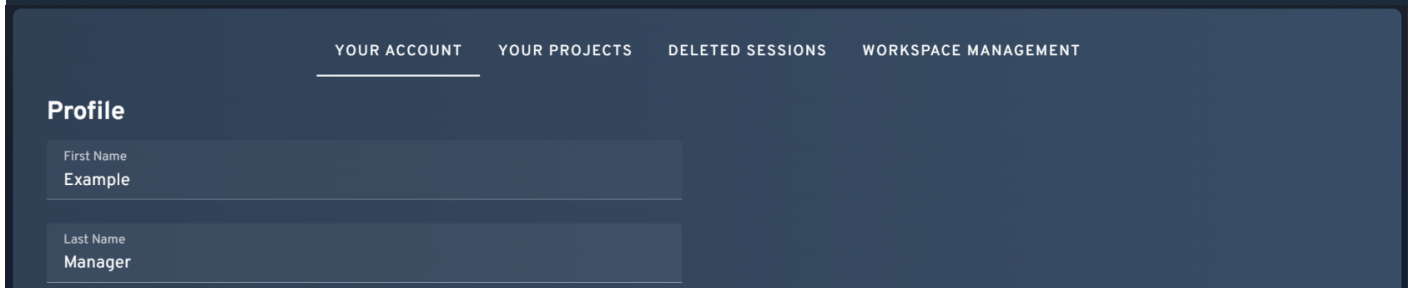 YOUR ACCOUNT YOUR PROJECTS DELETED SESSIONS WORKSPACE MANAGEMENT
Profile
First Name
Example
Last Name
Manager